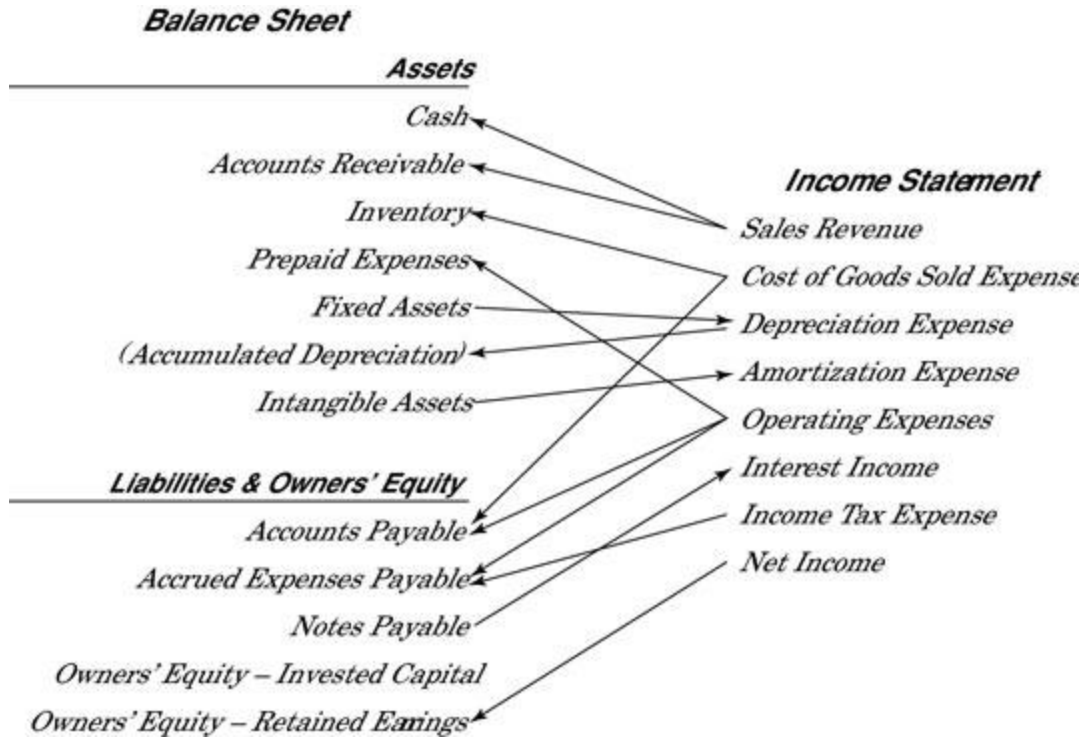 Balance Sheet
Assets
Cash
Accounts Receivable
Inventory
Prepaid Expenses
Fixed Assets
(Accumulated Depreciation)
Intangible Assets
Liabilities & Owners' Equity
Accounts Payable
Accrued Expenses Payable
Notes Payable
Owners' Equity – Invested Capital
Owners' Equity – Retained Earnings
Income Statement
Sales Revenue
Cost of Goods Sold Expense
Depreciation Expense
Amortization Expense
Operating Expenses
Interest Income
Income Tax Expense
Net Income